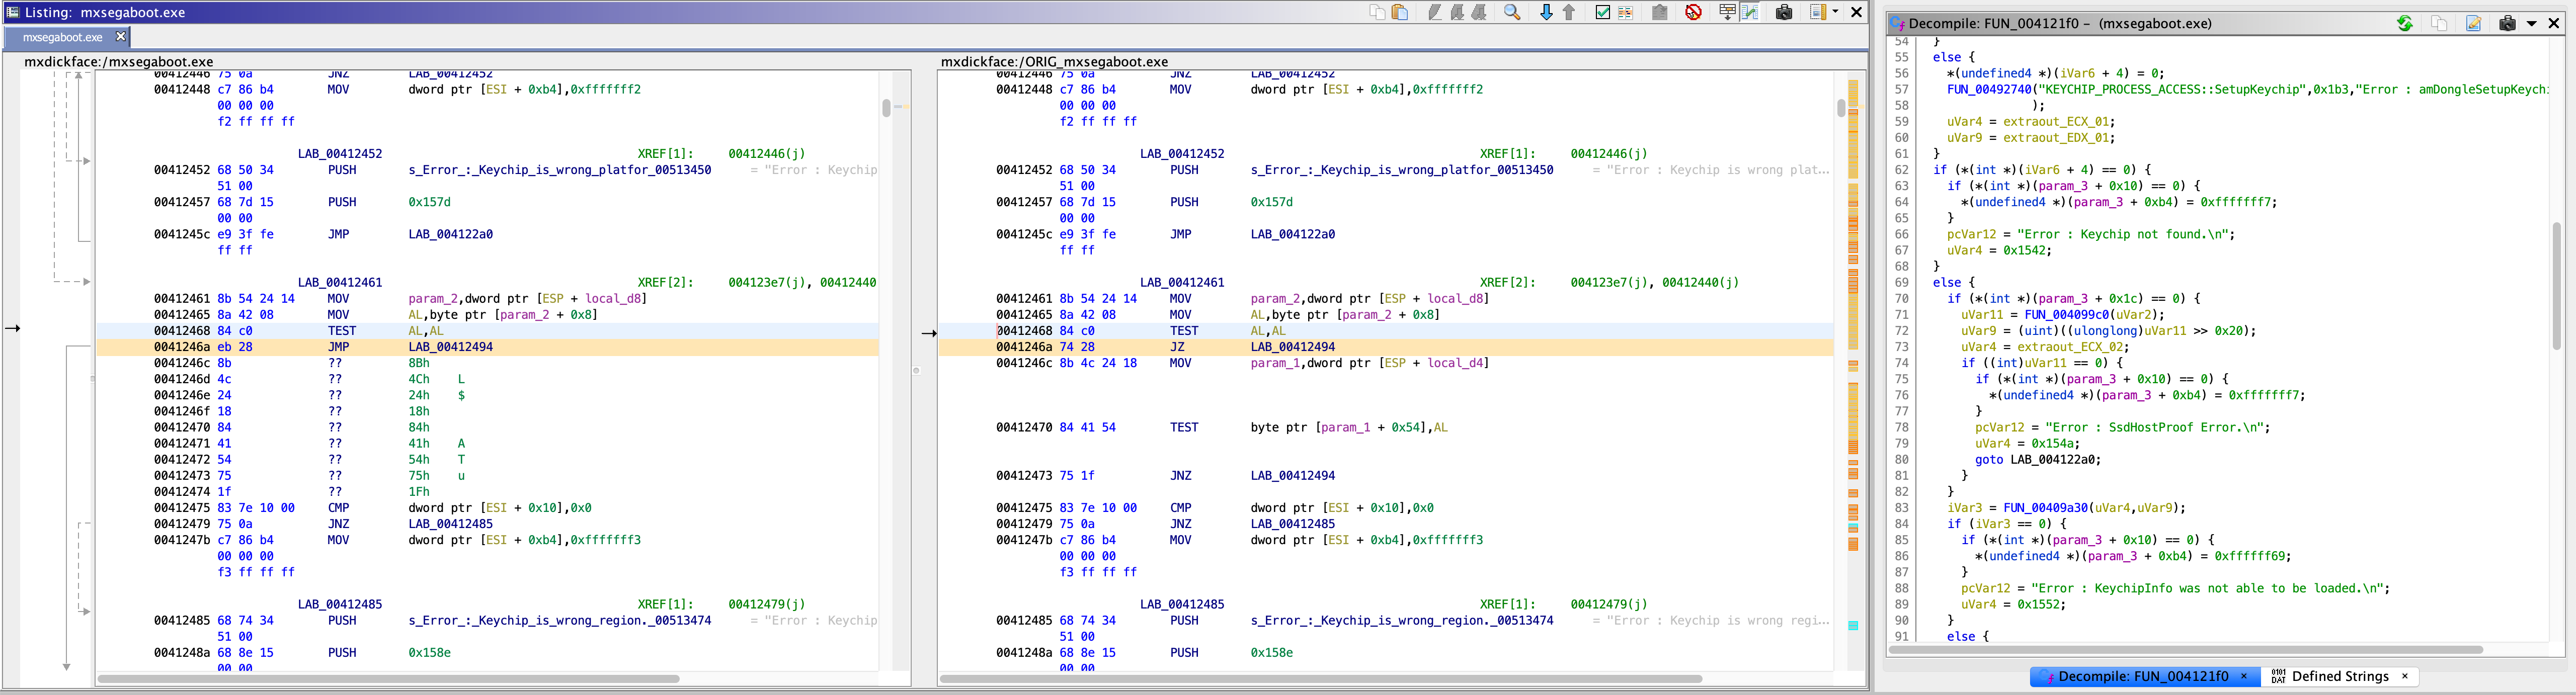 Listing: mxsegaboot.exe
mxsegaboot.exe
mxdickface:/mxsegaboot.exe
00412446 75 0a JNZ LAB_00412452
00412448 c7 86 b4 MOV dword ptr [ESI + 0xb4],0xfffffff2
00 00 00
f2 ff ff ff
LAB_00412452 XREF[1]: 00412446(j)
00412452 68 50 34 PUSH s_Error_:_Keychip_is_wrong_platfor_00513450 = "Error : Keychip
51 00
00412457 68 7d 15 PUSH 0x157d
00 00
0041245c e9 3f fe JMP LAB_004122a0
ff ff
LAB_00412461 XREF[2]: 004123e7(j), 00412440
00412461 8b 54 24 14 MOV param_2,dword ptr [ESP + local_d8]
00412465 8a 42 08 MOV AL,byte ptr [param_2 + 0x8]
00412468 84 c0 TEST AL,AL
0041246a eb 28 JMP LAB_00412494
0041246c 8b ?? 8Bh
0041246d 4c ?? 4Ch L
0041246e 24 ?? 24h $
0041246f 18 ?? 18h
00412470 84 ?? 84h
00412471 41 ?? 41h A
00412472 54 ?? 54h T
00412473 75 ?? 75h u
00412474 1f ?? 1Fh
00412475 83 7e 10 00 CMP dword ptr [ESI + 0x10],0x0
00412479 75 0a JNZ LAB_00412485
0041247b c7 86 b4 MOV dword ptr [ESI + 0xb4],0xfffffff3
00 00 00
f3 ff ff ff
LAB_00412485 XREF[1]: 00412479(j)
00412485 68 74 34 PUSH s_Error_:_Keychip_is_wrong_region._00513474 = "Error : Keychip
51 00
0041248a 68 8e 15 PUSH 0x158e
00 00
mxdickface:/ORIG_mxsegaboot.exe
00412446 75 0a JNZ LAB_00412452
00412448 c7 86 b4 MOV dword ptr [ESI + 0xb4],0xfffffff2
00 00 00
f2 ff ff ff
LAB_00412452 XREF[1]: 00412446(j)
00412452 68 50 34 PUSH s_Error_:_Keychip_is_wrong_platfor_00513450 = "Error : Keychip is wrong plat...
51 00
00412457 68 7d 15 PUSH 0x157d
00 00
0041245c e9 3f fe JMP LAB_004122a0
ff ff
LAB_00412461 XREF[2]: 004123e7(j), 00412440(j)
00412461 8b 54 24 14 MOV param_2,dword ptr [ESP + local_d8]
00412465 8a 42 08 MOV AL,byte ptr [param_2 + 0x8]
00412468 84 c0 TEST AL,AL
0041246a 74 28 JZ LAB_00412494
0041246c 8b 4c 24 18 MOV param_1,dword ptr [ESP + local_d4]
00412470 84 41 54 TEST byte ptr [param_1 + 0x54],AL
00412473 75 1f JNZ LAB_00412494
00412475 83 7e 10 00 CMP dword ptr [ESI + 0x10],0x0
00412479 75 0a JNZ LAB_00412485
0041247b c7 86 b4 MOV dword ptr [ESI + 0xb4],0xfffffff3
00 00 00
f3 ff ff ff
LAB_00412485 XREF[1]: 00412479(j)
00412485 68 74 34 PUSH s_Error_:_Keychip_is_wrong_region._00513474 = "Error : Keychip is wrong regi...
51 00
0041248a 68 8e 15 PUSH 0x158e
00 00
Decompile: FUN_004121f0 – (mxsegaboot.exe)
54 }
55 else {
56 *(undefined4 *)(iVar6 + 4) = 0;
57 FUN_00492740("KEYCHIP_PROCESS_ACCESS::SetupKeychip",0x1b3,"Error : amDongleSetupKeychi
58 );
59 uVar4 = extraout_ECX_01;
60 uVar9 = extraout_EDX_01;
61 }
62 if (*(int *)(iVar6 + 4) == 0) {
63 if (*(int *)(param_3 + 0x10) == 0) {
64 *(undefined4 *)(param_3 + 0xb4) = 0xfffffff7;
65 }
66 pcVar12 = "Error : Keychip not found.\n";
67 uVar4 = 0x1542;
68 }
69 else {
70 if (*(int *)(param_3 + 0x1c) == 0) {
71 uVar11 = FUN_004099c0(uVar2);
72 uVar9 = (uint)((ulonglong)uVar11 >> 0x20);
73 uVar4 = extraout_ECX_02;
74 if ((int)uVar11 == 0) {
75 if (*(int *)(param_3 + 0x10) == 0) {
76 *(undefined4 *)(param_3 + 0xb4) = 0xfffffff7;
77 }
78 pcVar12 = "Error : SsdHostProof Error.\n";
79 uVar4 = 0x154a;
80 goto LAB_004122a0;
81 }
82 }
83 iVar3 = FUN_00409a30(uVar4,uVar9);
84 if (iVar3 == 0) {
85 if (*(int *)(param_3 + 0x10) == 0) {
86 *(undefined4 *)(param_3 + 0xb4) = 0xffffff69;
87 }
88 pcVar12 = "Error : KeychipInfo was not able to be loaded.\n";
89 uVar4 = 0x1552;
90 }
91 else {
Decompile: FUN_004121f0 ×
Defined Strings ×